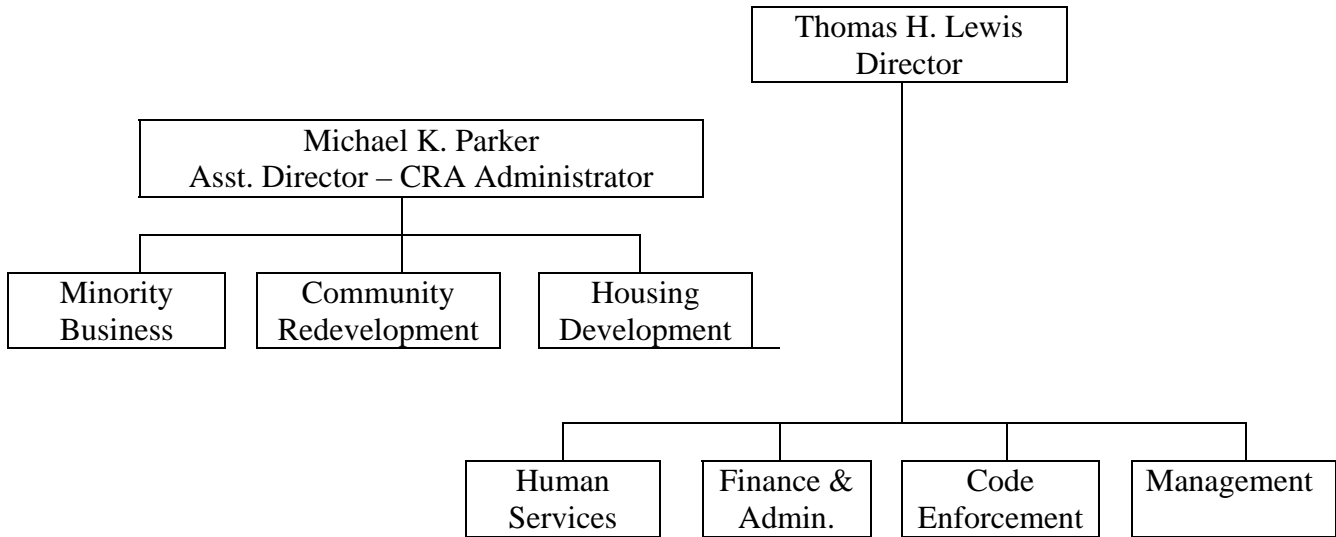 Thomas H. Lewis
Director
Michael K. Parker
Asst. Director – CRA Administrator
Minority
Business
Community
Redevelopment
Housing
Development
Human
Services
Finance &
Admin.
Code
Enforcement
Management